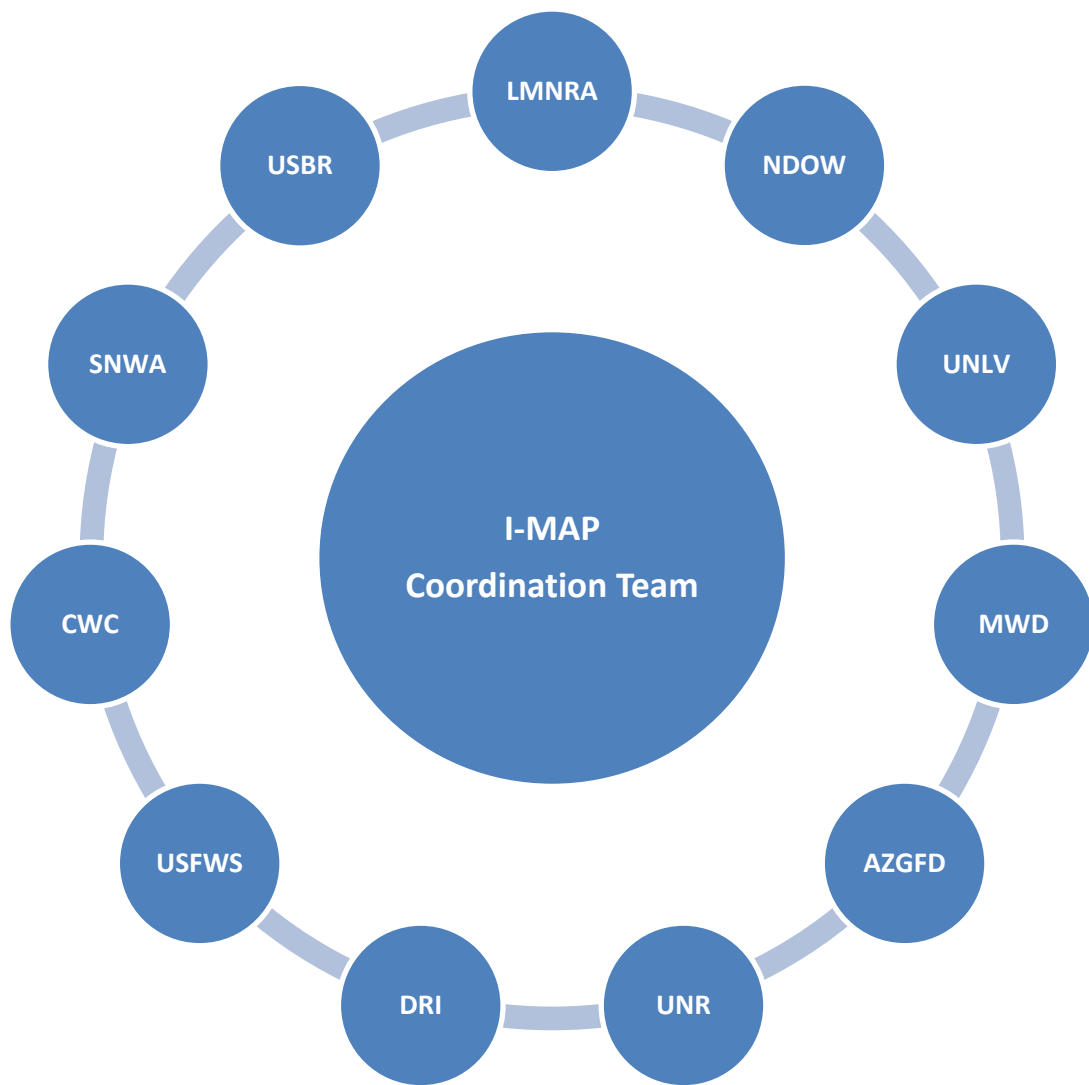 LMNRA
USBR
NDOW
SNWA
UNLV
I-MAP
Coordination Team
CWC
MWD
USFWS
AZGFD
DRI
UNR